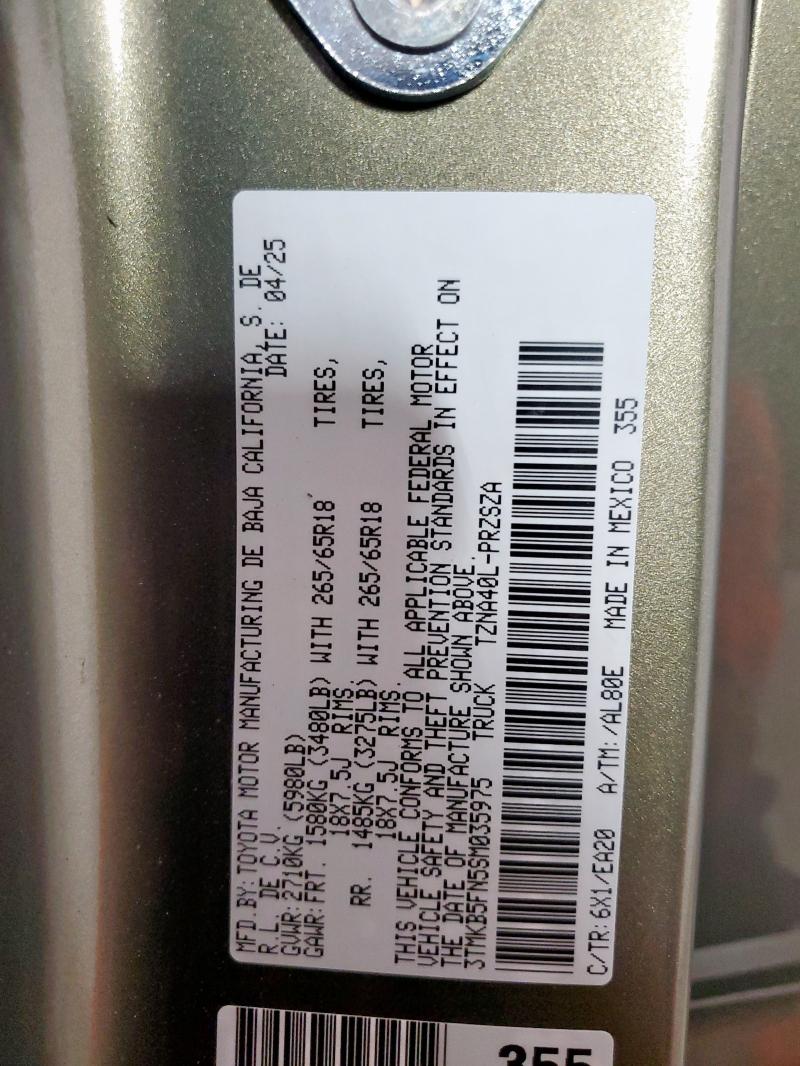 MFD.BY:TOYOTA MOTOR MANUFACTURING DE BAJA CALIFORNIA,S. DE
R.L. DE C.V. DATE: 04/25
GVWR:2710KG (5980LB)
GAWR:FRT. 1580KG (3480LB) WITH 265/65R18 TIRES,
18X7.5J RIMS.
RR. 1485KG (3275LB) WITH 265/65R18 TIRES,
18X7.5J RIMS.
THIS VEHICLE CONFORMS TO ALL APPLICABLE FEDERAL MOTOR
VEHICLE SAFETY AND THEFT PREVENTION STANDARDS IN EFFECT ON
THE DATE OF MANUFACTURE SHOWN ABOVE.
3TMKB5FN5SM035975 TRUCK TZNA40L-PRZSZA
C/TR:6X1/EA20 A/TM:/AL80E MADE IN MEXICO 355
355